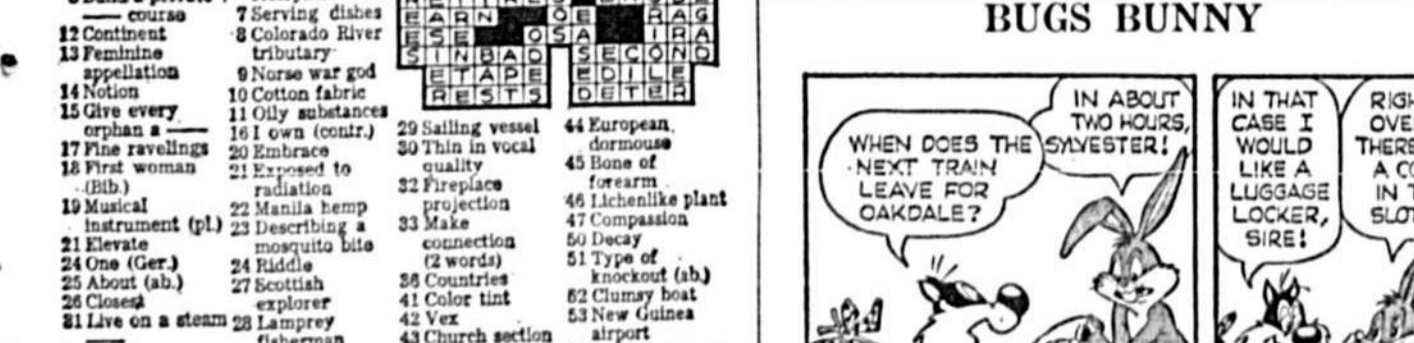 course
12 Continent
13 Feminine
appellation
14 Notion
15 Give every
orphan a —
17 Fine ravelings
18 First woman
(Bib.)
19 Musical
instrument (pl.)
21 Elevate
24 One (Ger.)
25 About (ab.)
26 Closest
31 Live on a steam
7 Serving dishes
8 Colorado River
tributary
9 Norse war god
10 Cotton fabric
11 Oily substances
16 I own (contr.)
20 Embrace
21 Exposed to
radiation
22 Manila hemp
23 Describing a
mosquito bite
24 Riddle
27 Scottish
explorer
28 Lamprey
fisherman
EARN OE RAG
ESE OSA IRA
SINBAD SECOND
ETAPE EDILE
RESTS DETER
29 Sailing vessel
30 Thin in vocal
quality
32 Fireplace
projection
33 Make
connection
(2 words)
36 Countries
41 Color tint
42 Vex
43 Church section
44 European
dormouse
45 Bone of
forearm
46 Lichenlike plant
47 Compassion
50 Decay
51 Type of
knockout (ab.)
52 Clumsy boat
53 New Guinea
airport
BUGS BUNNY
WHEN DOES THE
NEXT TRAIN
LEAVE FOR
OAKDALE?
IN ABOUT
TWO HOURS,
SYLVESTER!
IN THAT
CASE I
WOULD
LIKE A
LUGGAGE
LOCKER,
SIRE!
RIGH
OVE
THERE
A CO
IN T
SLOT